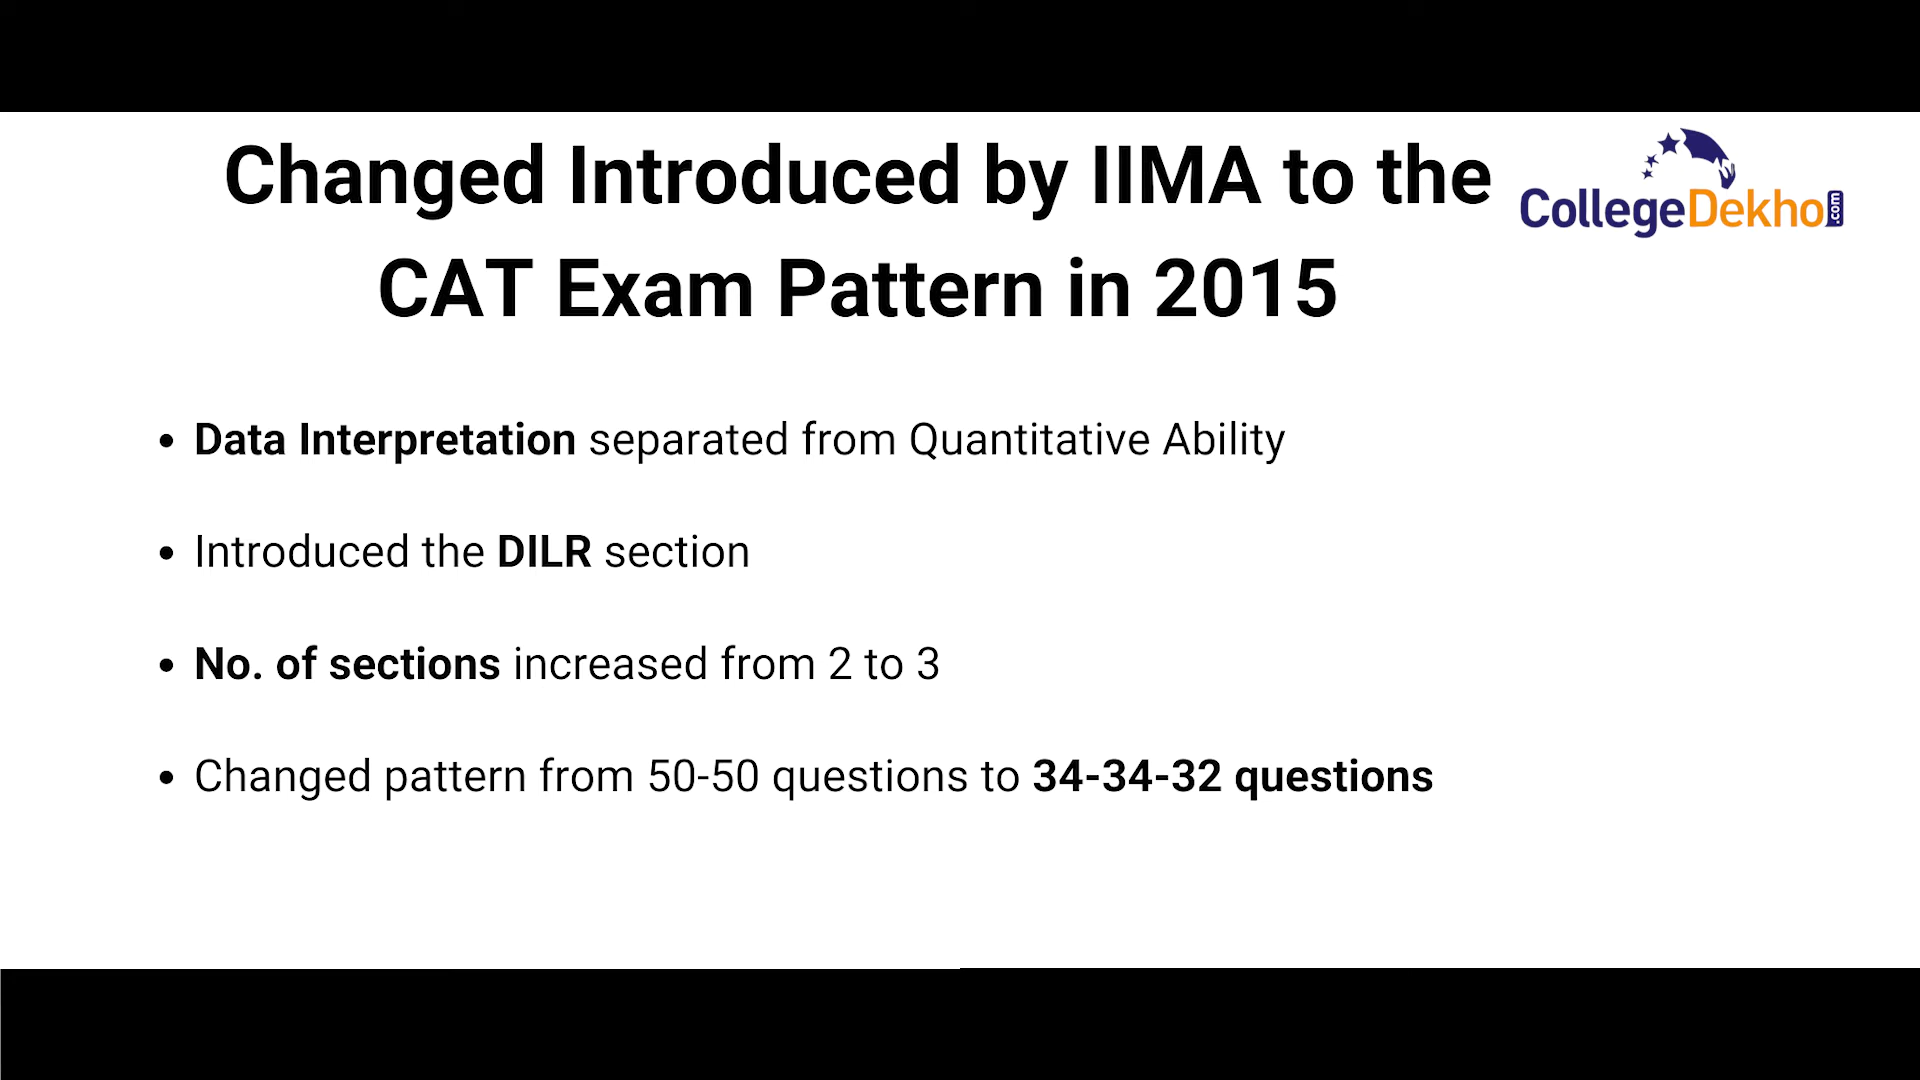 Changed Introduced by IIMA to the
CollegeDekho.com
CAT Exam Pattern in 2015
• Data Interpretation separated from Quantitative Ability
• Introduced the DILR section
• No. of sections increased from 2 to 3
• Changed pattern from 50-50 questions to 34-34-32 questions